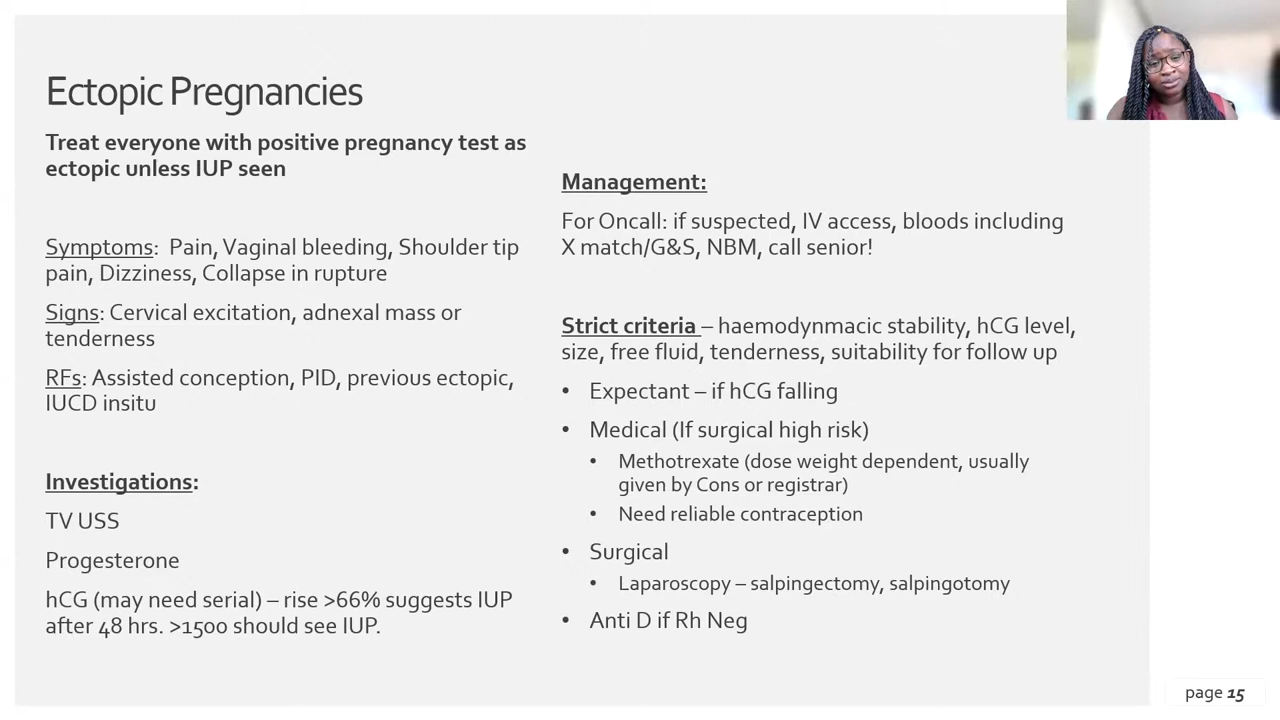 Ectopic Pregnancies
Treat everyone with positive pregnancy test as
ectopic unless IUP seen
Symptoms: Pain, Vaginal bleeding, Shoulder tip
pain, Dizziness, Collapse in rupture
Signs: Cervical excitation, adnexal mass or
tenderness
RFs: Assisted conception, PID, previous ectopic,
IUCD insitu
Investigations:
TV USS
Progesterone
hCG (may need serial) – rise >66% suggests IUP
after 48 hrs. >1500 should see IUP.
Management:
For Oncall: if suspected, IV access, bloods including
X match/G&S, NBM, call senior!
Strict criteria – haemodynmacic stability, hCG level,
size, free fluid, tenderness, suitability for follow up
• Expectant – if hCG falling
• Medical (If surgical high risk)
• Methotrexate (dose weight dependent, usually
given by Cons or registrar)
• Need reliable contraception
• Surgical
• Laparoscopy – salpingectomy, salpingotomy
• Anti D if Rh Neg
page 15